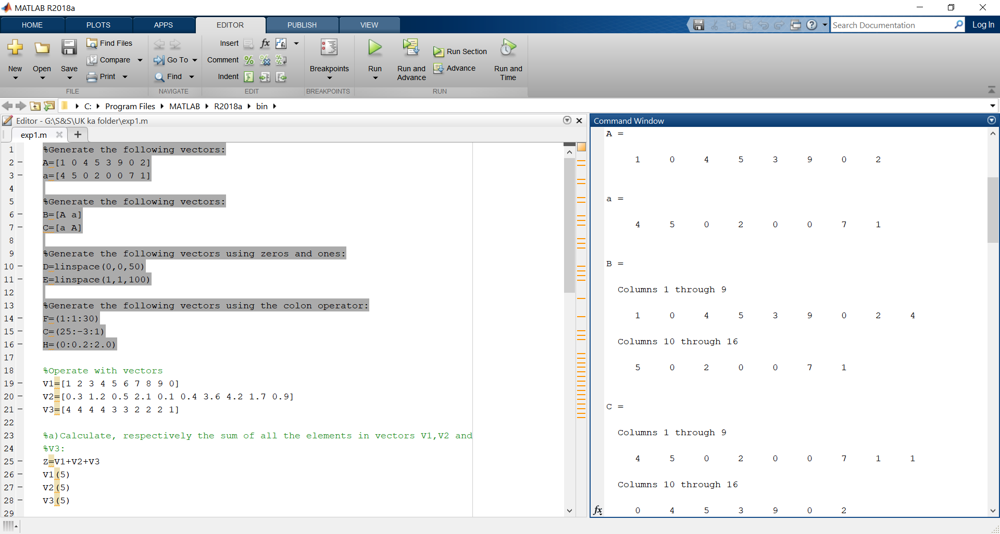 MATLAB R2018a
HOME PLOTS APPS EDITOR PUBLISH VIEW
Search Documentation Log In
New Open Save Find Files Compare Print
FILE
Go To Find
NAVIGATE
Insert fx fi
Comment
Indent
EDIT
Breakpoints
BREAKPOINTS
Run Run and Advance Run Section Advance Run and Time
RUN
C: Program Files MATLAB R2018a bin
Editor - G:\S&S\UK ka folder\exp1.m
exp1.m +
1 %Generate the following vectors:
2 - A=[1 0 4 5 3 9 0 2]
3 - a=[4 5 0 2 0 0 7 1]
4
5 %Generate the following vectors:
6 - B=[A a]
7 - C=[a A]
8
9 %Generate the following vectors using zeros and ones:
10 - D=linspace(0,0,50)
11 - E=linspace(1,1,100)
12
13 %Generate the following vectors using the colon operator:
14 - F=(1:1:30)
15 - C=(25:-3:1)
16 - H=(0:0.2:2.0)
17
18 %Operate with vectors
19 - V1=[1 2 3 4 5 6 7 8 9 0]
20 - V2=[0.3 1.2 0.5 2.1 0.1 0.4 3.6 4.2 1.7 0.9]
21 - V3=[4 4 4 4 3 3 2 2 2 1]
22
23 %a)Calculate, respectively the sum of all the elements in vectors V1,V2 and
24 %V3:
25 - Z=V1+V2+V3
26 - V1(5)
27 - V2(5)
28 - V3(5)
29
Command Window
A =
1 0 4 5 3 9 0 2
a =
4 5 0 2 0 0 7 1
B =
Columns 1 through 9
1 0 4 5 3 9 0 2 4
Columns 10 through 16
5 0 2 0 0 7 1
C =
Columns 1 through 9
4 5 0 2 0 0 7 1 1
Columns 10 through 16
fx 0 4 5 3 9 0 2